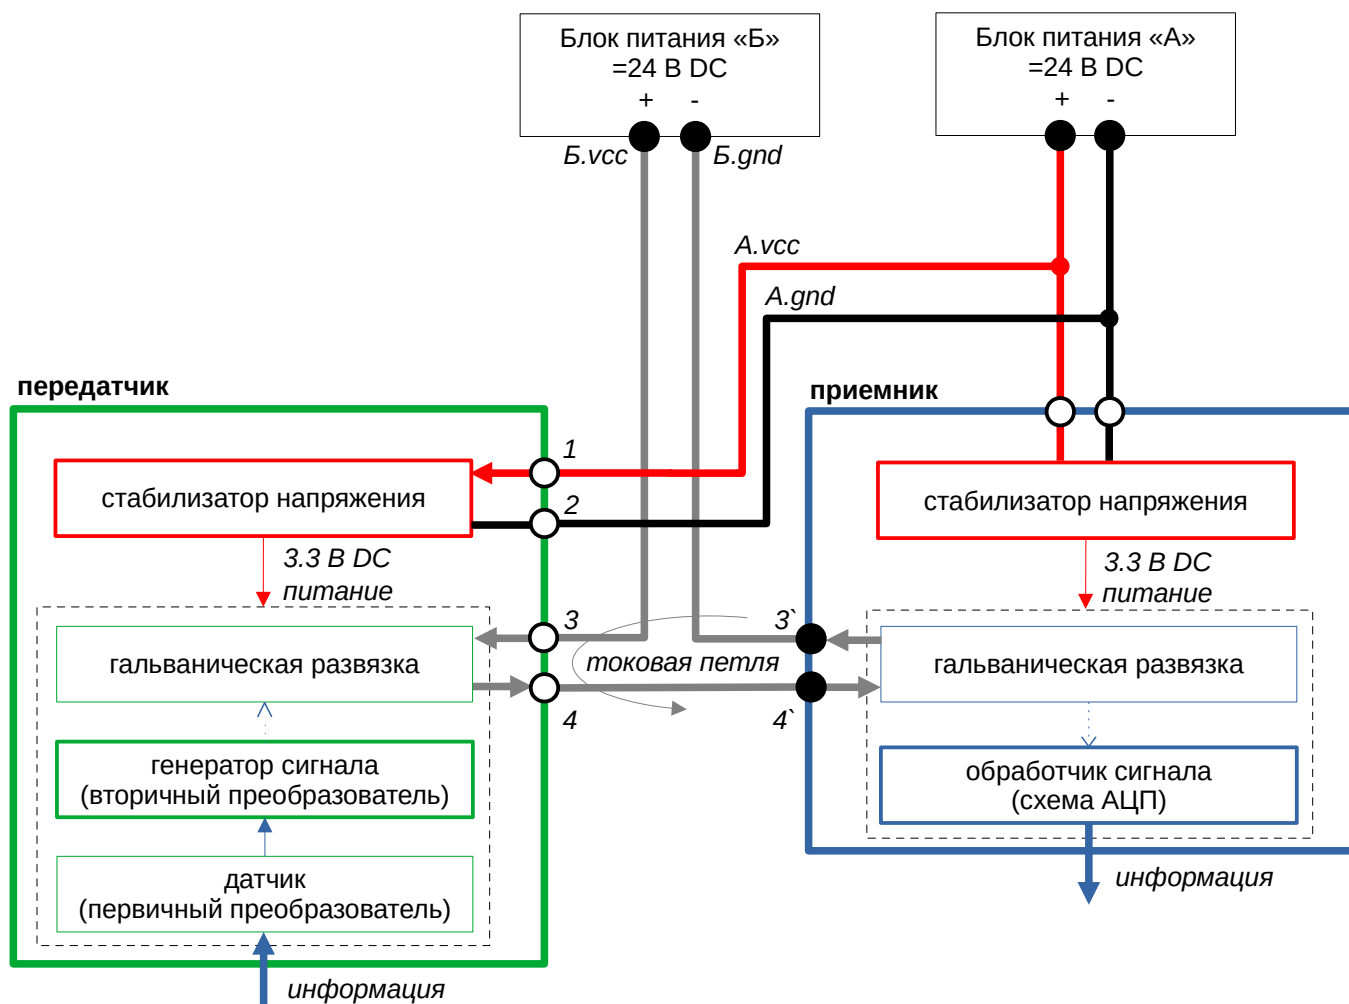 Блок питания «Б»
=24 В DC
+ -
Блок питания «А»
=24 В DC
+ -
Б.vcc
Б.gnd
A.vcc
A.gnd
передатчик
приемник
1
стабилизатор напряжения
2
стабилизатор напряжения
3.3 В DC
питание
3.3 В DC
питание
3
3`
гальваническая развязка
токовая петля
гальваническая развязка
4
4`
генератор сигнала
(вторичный преобразователь)
обработчик сигнала
(схема АЦП)
датчик
(первичный преобразователь)
информация
информация